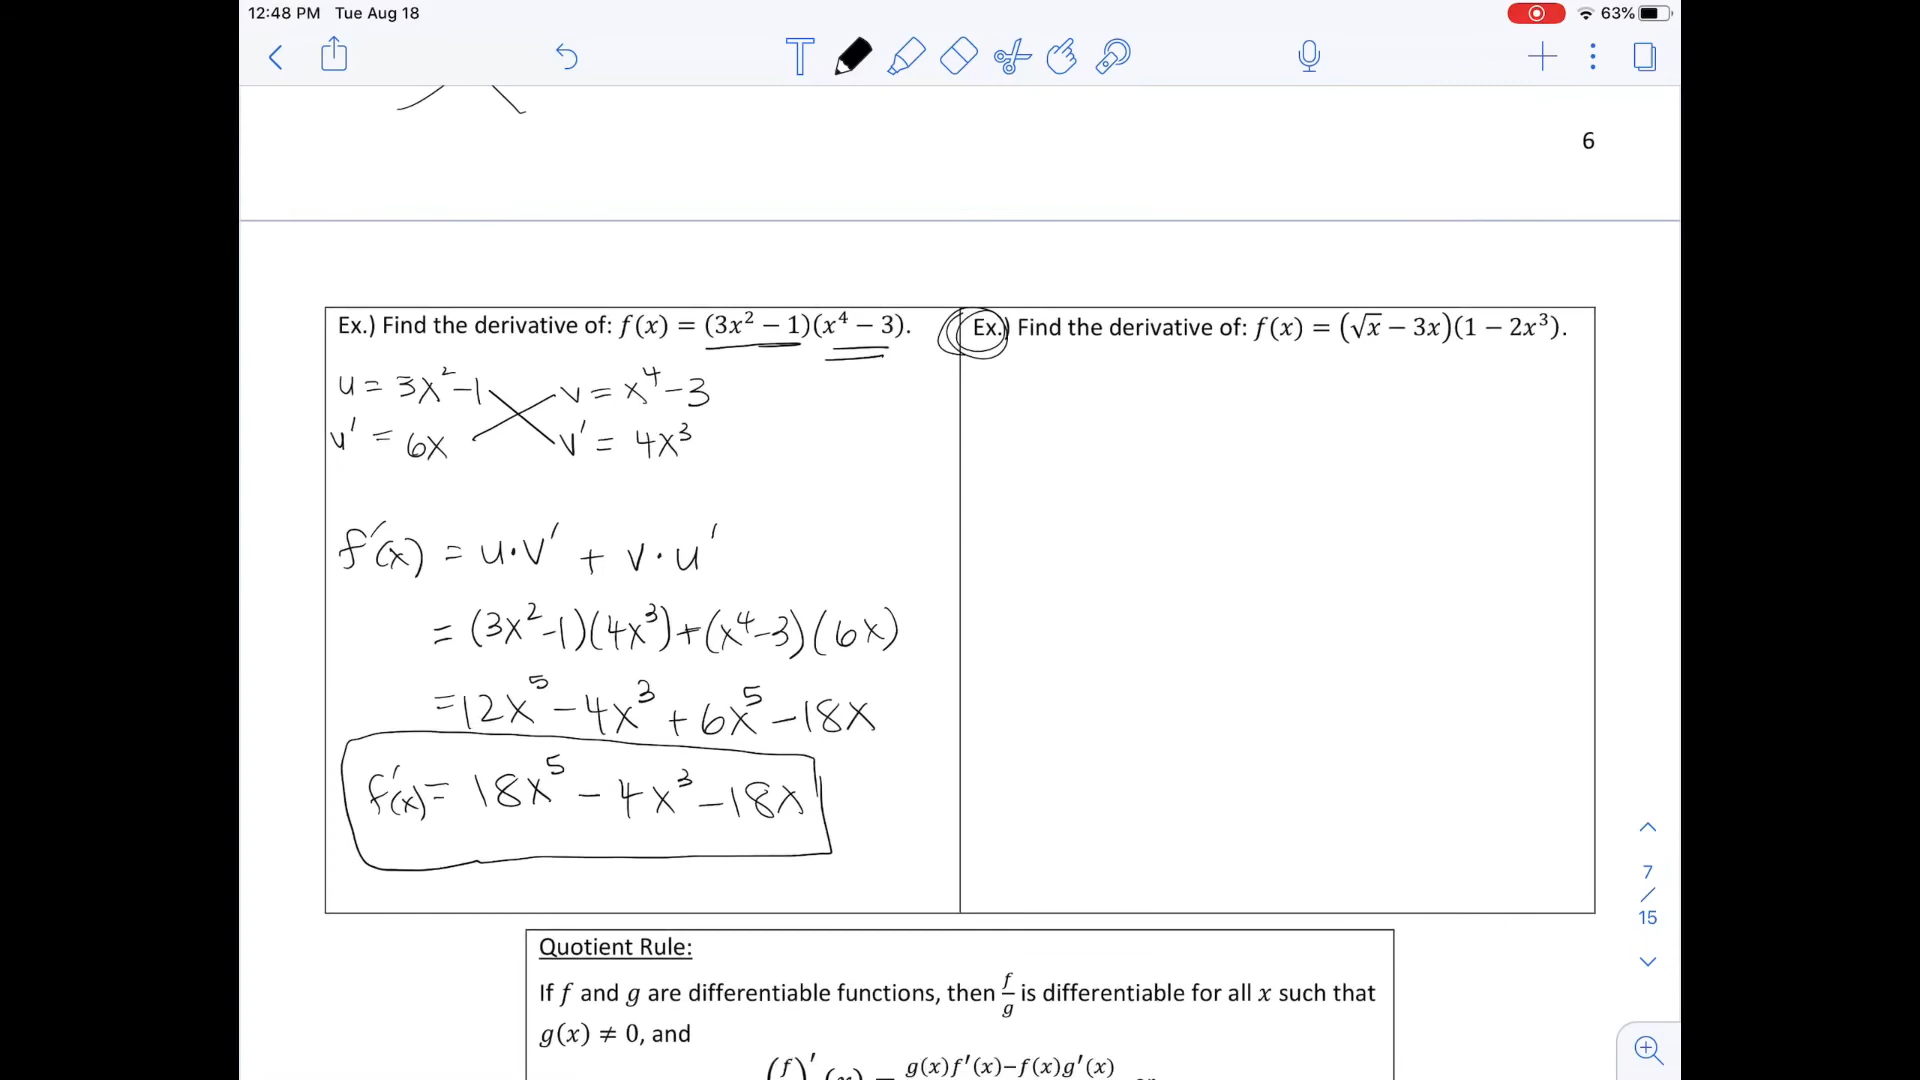 12:48 PM Tue Aug 18
63%
6
Ex.) Find the derivative of: f(x) = (3x² − 1)(x⁴ − 3).
u = 3x²−1 v = x⁴−3
u' = 6x v' = 4x³
f'(x) = u·v' + v·u'
= (3x²−1)(4x³)+(x⁴−3)(6x)
=12x⁵ −4x³ + 6x⁵ −18x
f'(x)= 18x⁵ − 4x³ −18x
Ex.) Find the derivative of: f(x) = (√x − 3x)(1 − 2x³).
7
/
15
Quotient Rule:
If f and g are differentiable functions, then f/g is differentiable for all x such that
g(x) ≠ 0, and
(f)'(x) = g(x)f'(x)−f(x)g'(x)